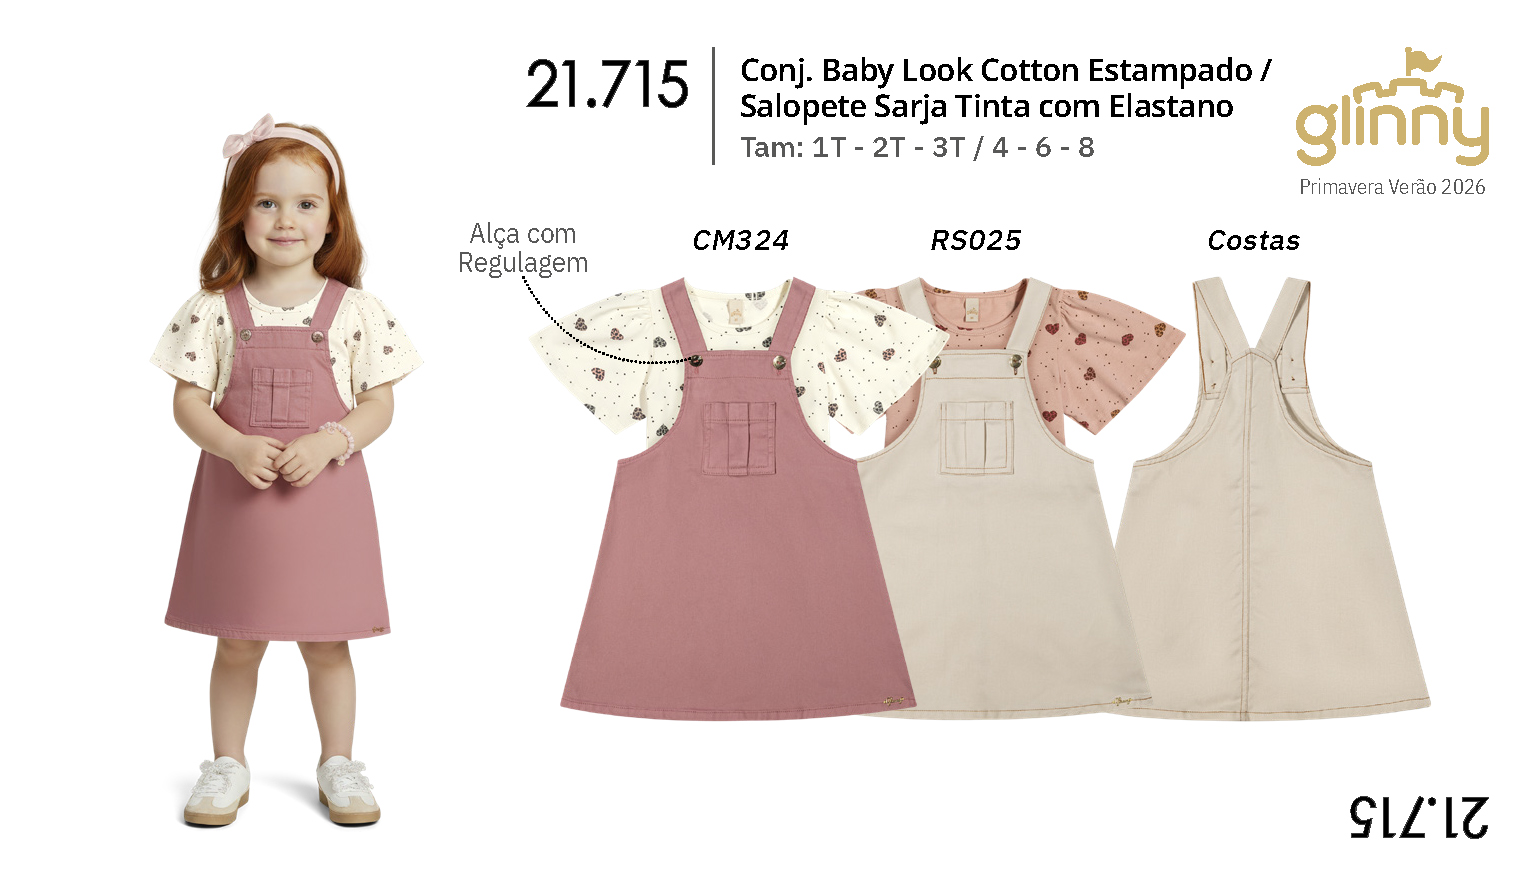 21.715
Conj. Baby Look Cotton Estampado /
Salopete Sarja Tinta com Elastano
Tam: 1T - 2T - 3T / 4 - 6 - 8
glinny
Primavera Verão 2026
Alça com
Regulagem
CM324
RS025
Costas
21.715